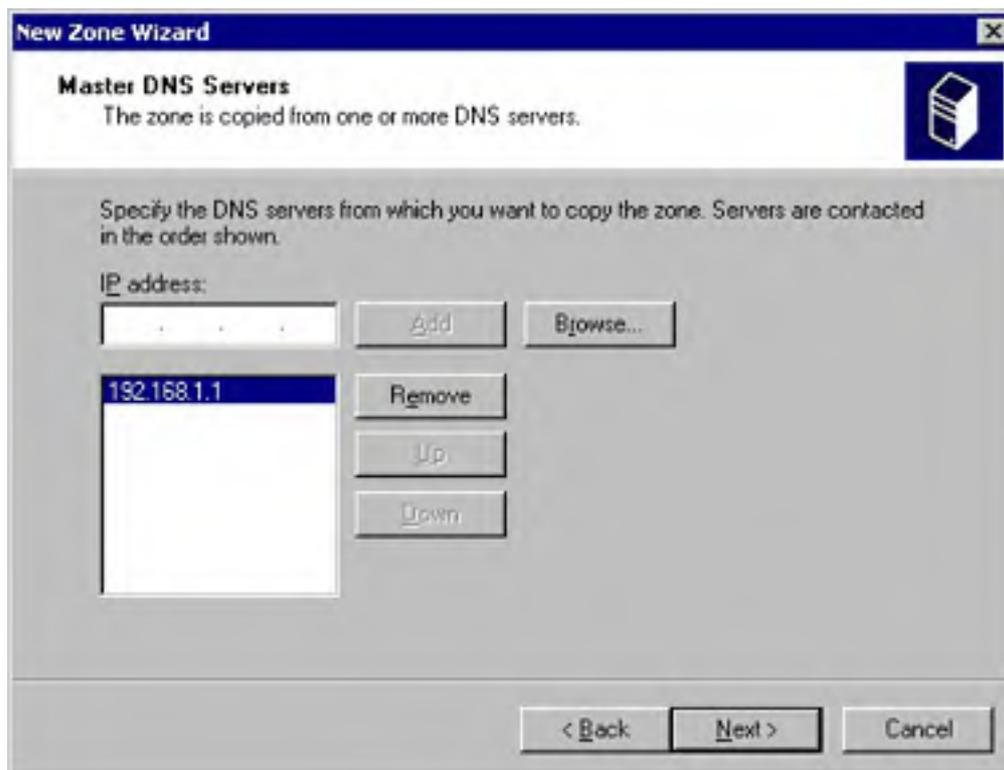 New Zone Wizard
Master DNS Servers
The zone is copied from one or more DNS servers.
Specify the DNS servers from which you want to copy the zone. Servers are contacted
in the order shown.
IP address:
. . .
Add
Browse...
192.168.1.1
Remove
Up
Down
< Back
Next >
Cancel